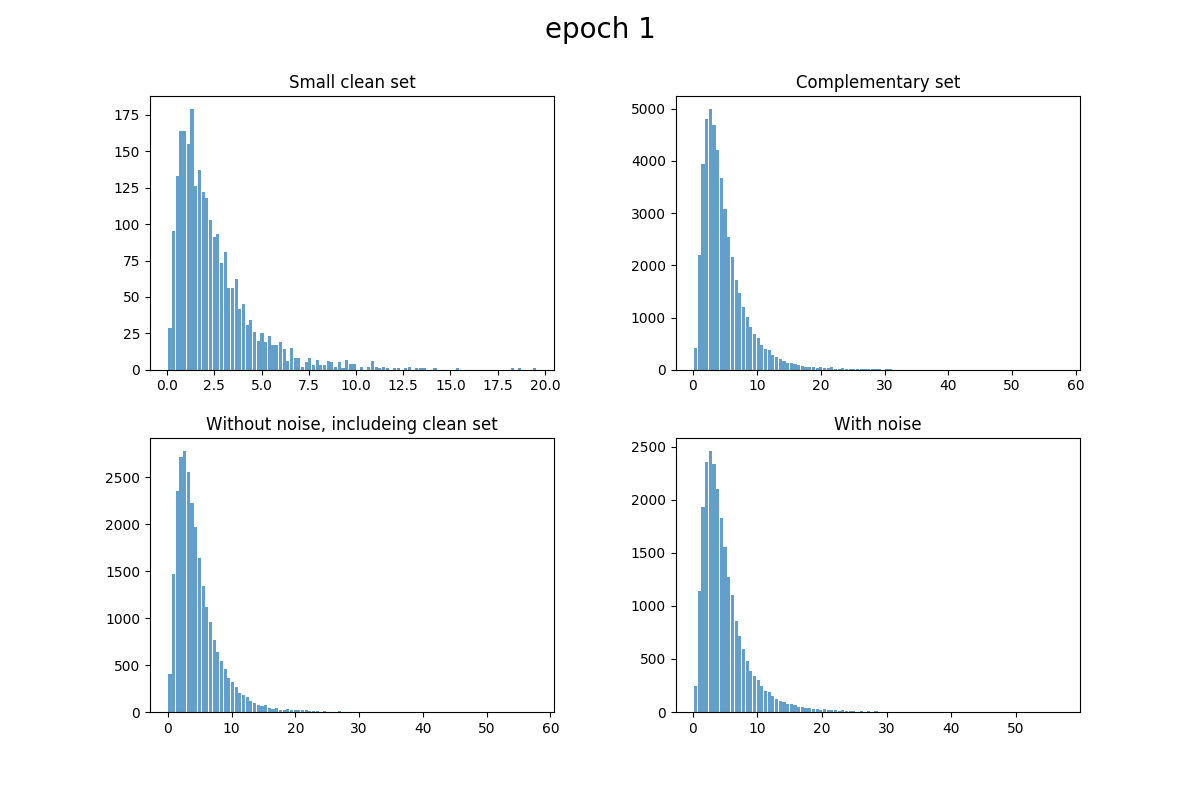 epoch 1
Small clean set
175
150
125
100
75
50
25
0
0.0 2.5 5.0 7.5 10.0 12.5 15.0 17.5 20.0
Complementary set
5000
4000
3000
2000
1000
0
0 10 20 30 40 50 60
Without noise, includeing clean set
2500
2000
1500
1000
500
0
0 10 20 30 40 50 60
With noise
2500
2000
1500
1000
500
0
0 10 20 30 40 50